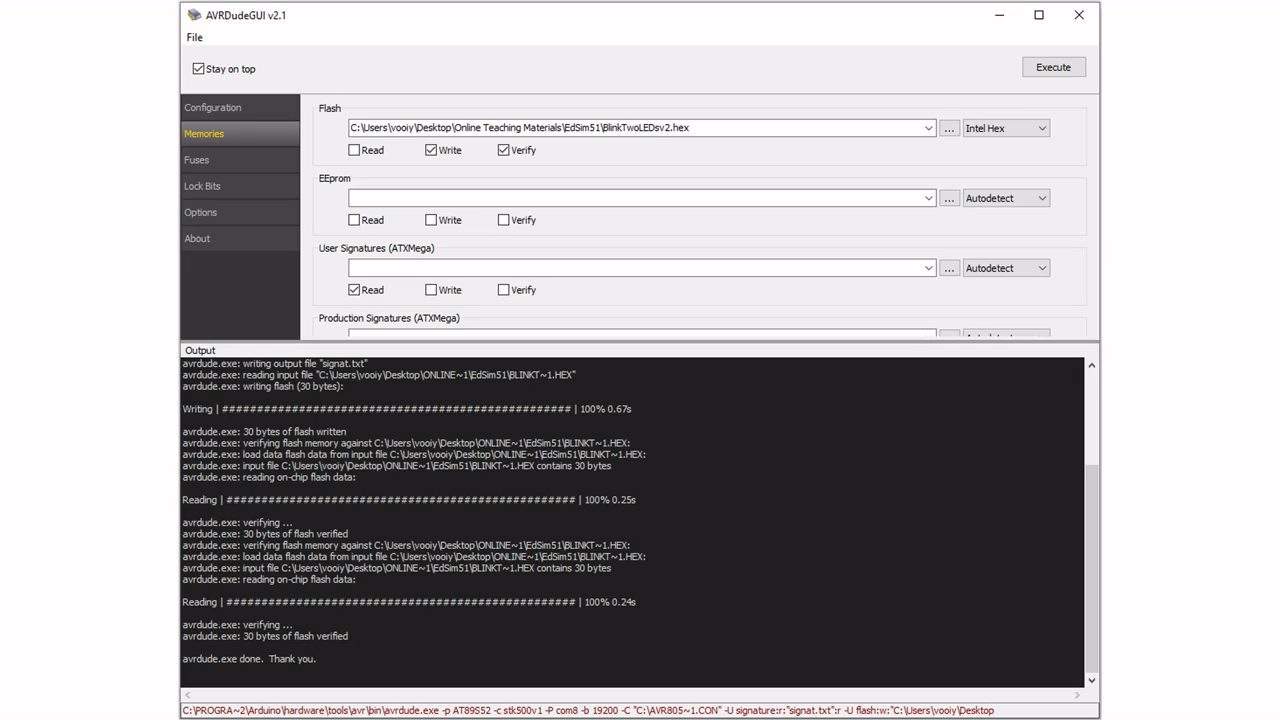 AVRDudeGUI v2.1
File
Stay on top
Execute
Configuration
Memories
Fuses
Lock Bits
Options
About
Flash
C:\Users\vooiy\Desktop\Online Teaching Materials\EdSim51\BlinkTwoLEDsv2.hex ... Intel Hex
Read Write Verify
EEprom
... Autodetect
Read Write Verify
User Signatures (ATXMega)
... Autodetect
Read Write Verify
Production Signatures (ATXMega)
Output
avrdude.exe: writing output file "signat.txt"
avrdude.exe: reading input file "C:\Users\vooiy\Desktop\ONLINE~1\EdSim51\BLINKT~1.HEX"
avrdude.exe: writing flash (30 bytes):
Writing | ################################################## | 100% 0.67s
avrdude.exe: 30 bytes of flash written
avrdude.exe: verifying flash memory against C:\Users\vooiy\Desktop\ONLINE~1\EdSim51\BLINKT~1.HEX:
avrdude.exe: load data flash data from input file C:\Users\vooiy\Desktop\ONLINE~1\EdSim51\BLINKT~1.HEX:
avrdude.exe: input file C:\Users\vooiy\Desktop\ONLINE~1\EdSim51\BLINKT~1.HEX contains 30 bytes
avrdude.exe: reading on-chip flash data:
Reading | ################################################## | 100% 0.25s
avrdude.exe: verifying ...
avrdude.exe: 30 bytes of flash verified
avrdude.exe: verifying flash memory against C:\Users\vooiy\Desktop\ONLINE~1\EdSim51\BLINKT~1.HEX:
avrdude.exe: load data flash data from input file C:\Users\vooiy\Desktop\ONLINE~1\EdSim51\BLINKT~1.HEX:
avrdude.exe: input file C:\Users\vooiy\Desktop\ONLINE~1\EdSim51\BLINKT~1.HEX contains 30 bytes
avrdude.exe: reading on-chip flash data:
Reading | ################################################## | 100% 0.24s
avrdude.exe: verifying ...
avrdude.exe: 30 bytes of flash verified
avrdude.exe done. Thank you.
C:\PROGRA~2\Arduino\hardware\tools\avr\bin\avrdude.exe -p AT89S52 -c stk500v1 -P com8 -b 19200 -C "C:\AVR805~1.CON" -U signature:r:"signat.txt":r -U flash:w:"C:\Users\vooiy\Desktop